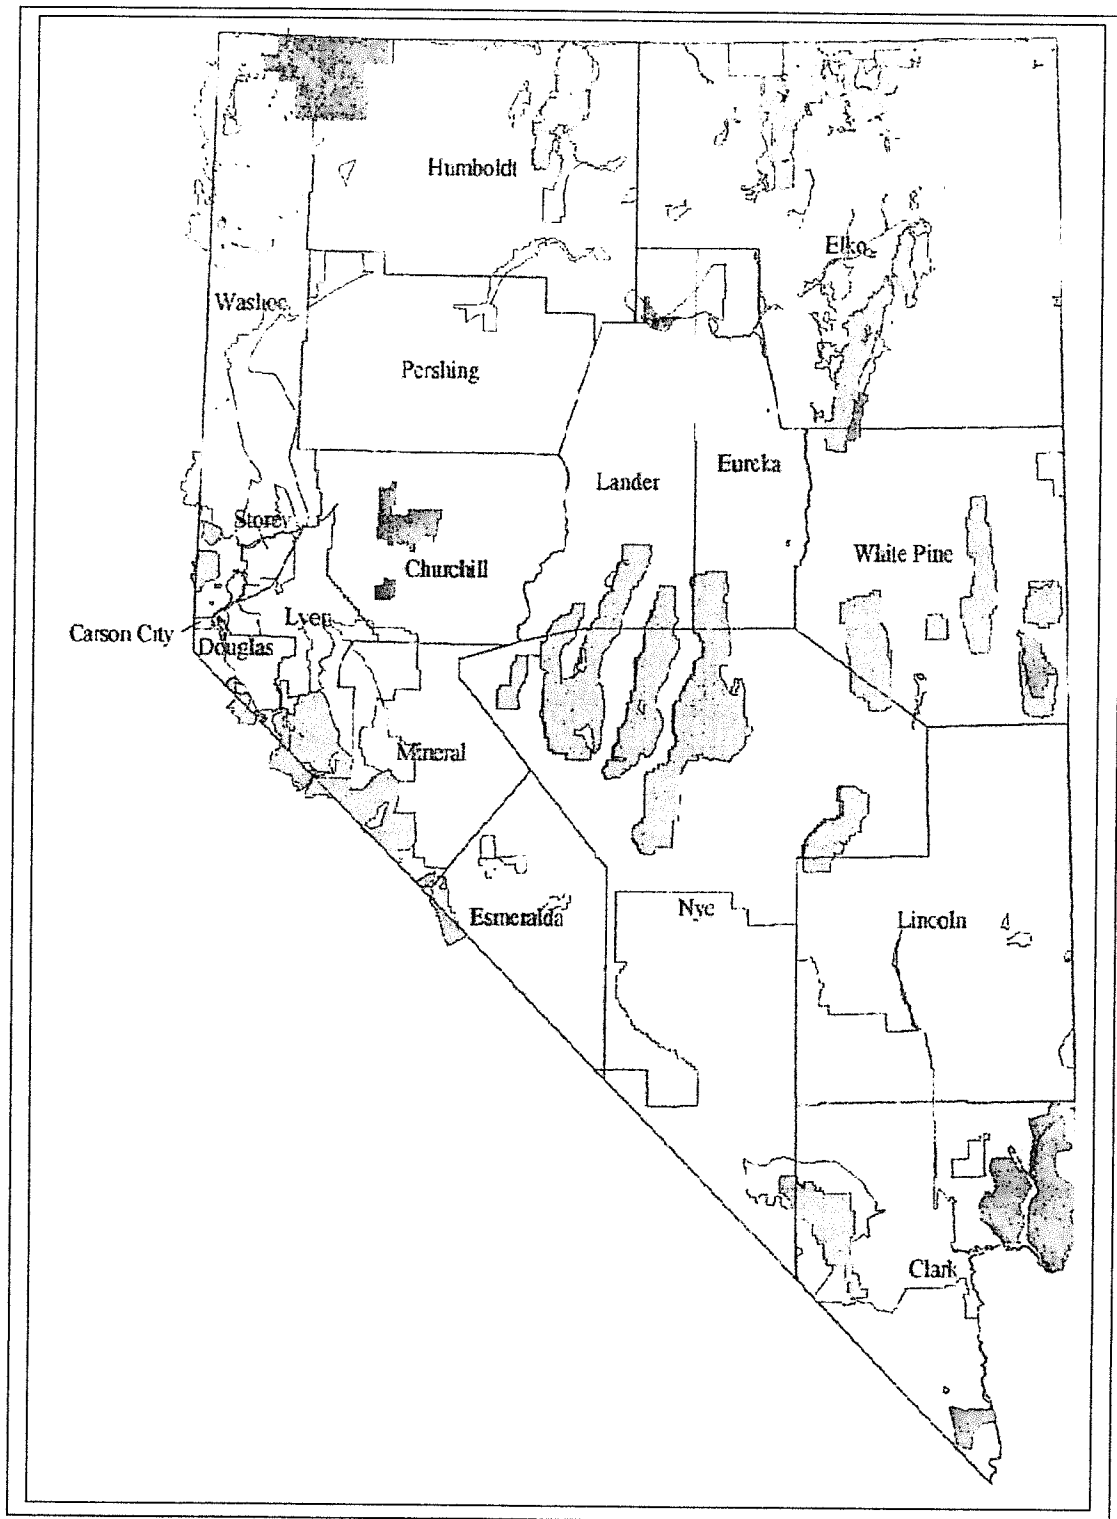 Humboldt
Elko
Washoe
Pershing
Lander
Eureka
Storey
White Pine
Churchill
Lyon
Carson City
Douglas
Mineral
Esmeralda
Nye
Lincoln
Clark